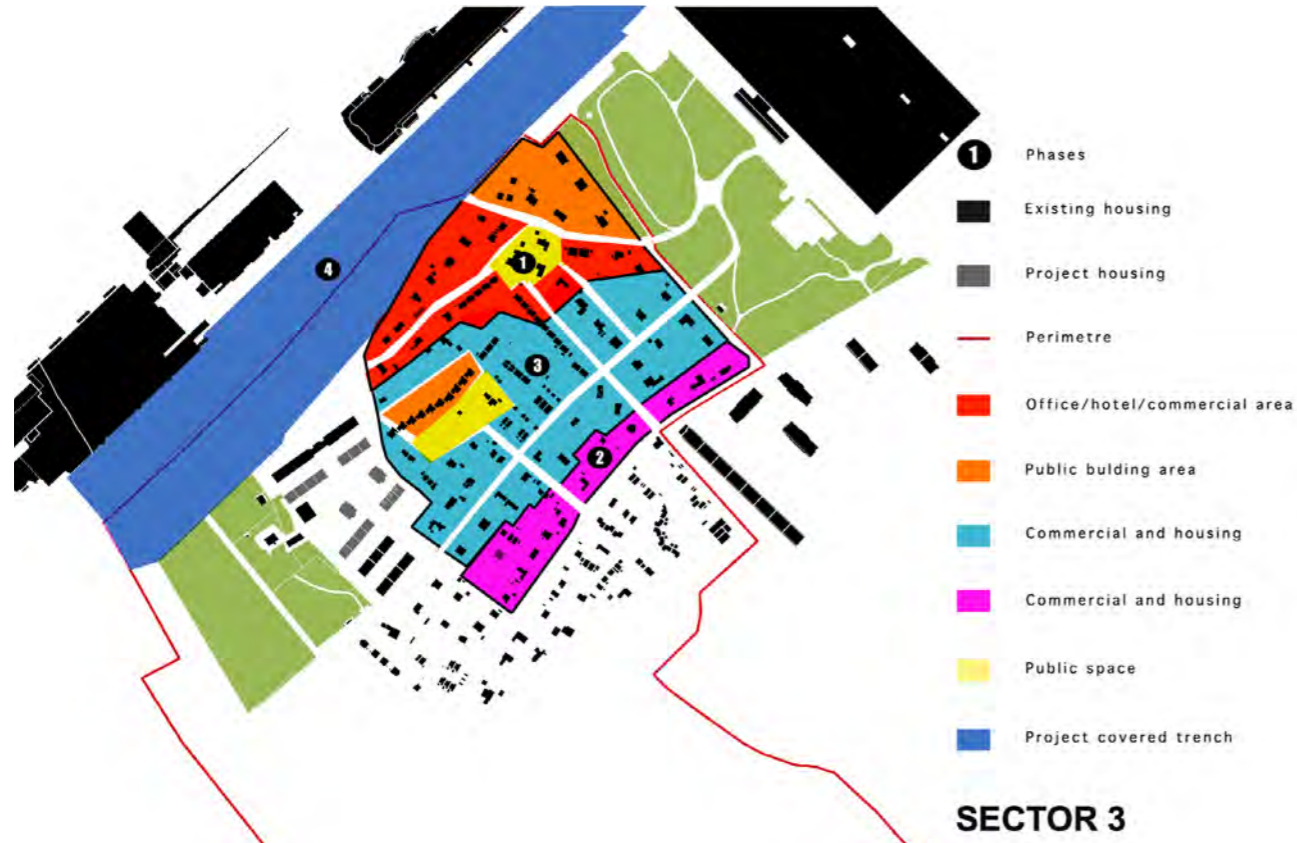 1 Phases
Existing housing
Project housing
Perimetre
Office/hotel/commercial area
Public bulding area
Commercial and housing
Commercial and housing
Public space
Project covered trench
SECTOR 3
4
1
3
2